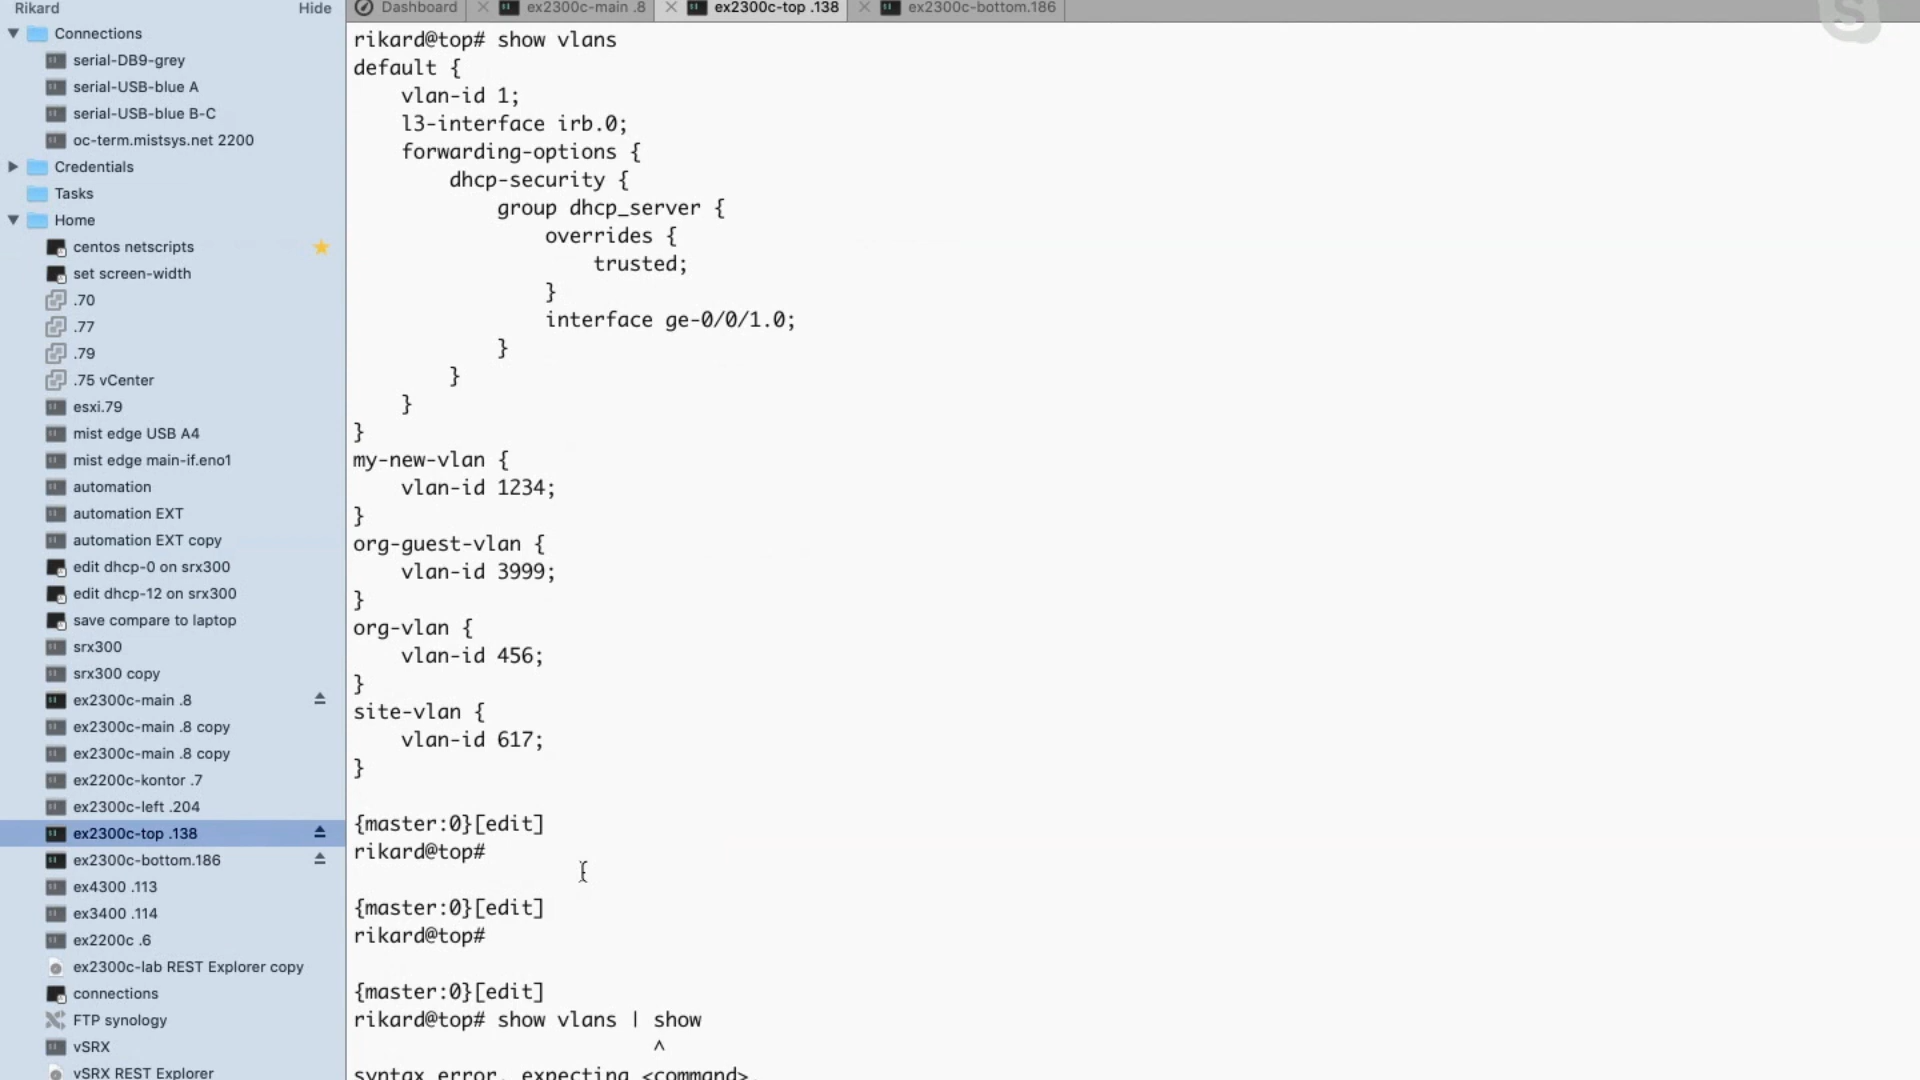 Rikard Hide
Connections
serial-DB9-grey
serial-USB-blue A
serial-USB-blue B-C
oc-term.mistsys.net 2200
Credentials
Tasks
Home
centos netscripts
set screen-width
.70
.77
.79
.75 vCenter
esxi.79
mist edge USB A4
mist edge main-if.eno1
automation
automation EXT
automation EXT copy
edit dhcp-0 on srx300
edit dhcp-12 on srx300
save compare to laptop
srx300
srx300 copy
ex2300c-main .8
ex2300c-main .8 copy
ex2300c-main .8 copy
ex2200c-kontor .7
ex2300c-left .204
ex2300c-top .138
ex2300c-bottom.186
ex4300 .113
ex3400 .114
ex2200c .6
ex2300c-lab REST Explorer copy
connections
FTP synology
vSRX
vSRX REST Explorer
Dashboard ex2300c-main .8 ex2300c-top .138 ex2300c-bottom.186
rikard@top# show vlans
default {
    vlan-id 1;
    l3-interface irb.0;
    forwarding-options {
        dhcp-security {
            group dhcp_server {
                overrides {
                    trusted;
                }
                interface ge-0/0/1.0;
            }
        }
    }
}
my-new-vlan {
    vlan-id 1234;
}
org-guest-vlan {
    vlan-id 3999;
}
org-vlan {
    vlan-id 456;
}
site-vlan {
    vlan-id 617;
}
{master:0}[edit]
rikard@top#
{master:0}[edit]
rikard@top#
{master:0}[edit]
rikard@top# show vlans | show
^
syntax error, expecting <command>.